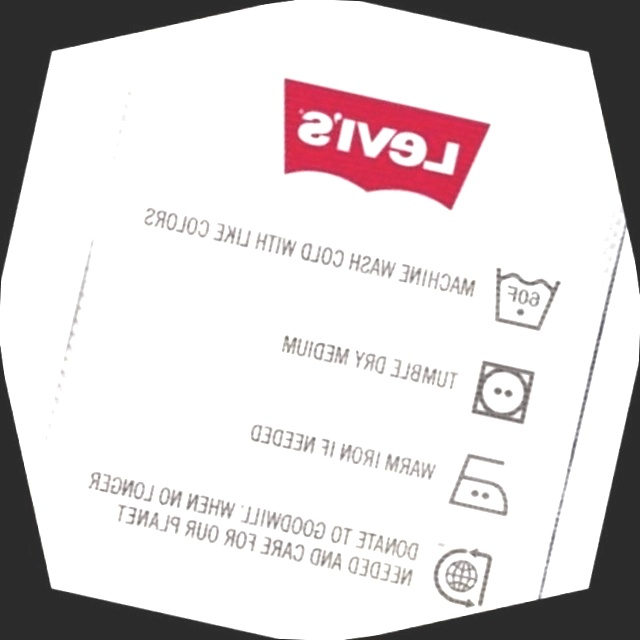 Levi's
MACHINE WASH COLD WITH LIKE COLORS
60F
TUMBLE DRY MEDIUM
WARM IRON IF NEEDED
DONATE TO GOODWILL WHEN NO LONGER
NEEDED AND CARE FOR OUR PLANET